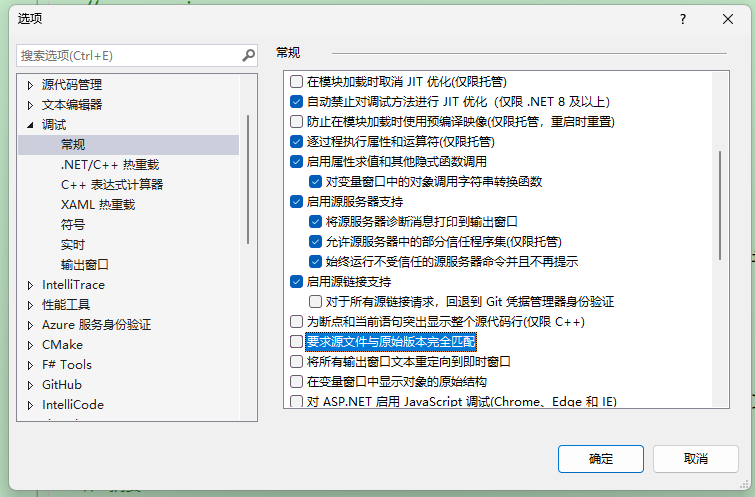 选项
?
搜索选项(Ctrl+E)
源代码管理
文本编辑器
调试
常规
.NET/C++ 热重载
C++ 表达式计算器
XAML 热重载
符号
实时
输出窗口
IntelliTrace
性能工具
Azure 服务身份验证
CMake
F# Tools
GitHub
IntelliCode
常规
在模块加载时取消 JIT 优化(仅限托管)
自动禁止对调试方法进行 JIT 优化（仅限 .NET 8 及以上）
防止在模块加载时使用预编译映像(仅限托管，重启时重置)
逐过程执行属性和运算符(仅限托管)
启用属性求值和其他隐式函数调用
对变量窗口中的对象调用字符串转换函数
启用源服务器支持
将源服务器诊断消息打印到输出窗口
允许源服务器中的部分信任程序集(仅限托管)
始终运行不受信任的源服务器命令并且不再提示
启用源链接支持
对于所有源链接请求，回退到 Git 凭据管理器身份验证
为断点和当前语句突出显示整个源代码行(仅限 C++)
要求源文件与原始版本完全匹配
将所有输出窗口文本重定向到即时窗口
在变量窗口中显示对象的原始结构
对 ASP.NET 启用 JavaScript 调试(Chrome、Edge 和 IE)
确定
取消